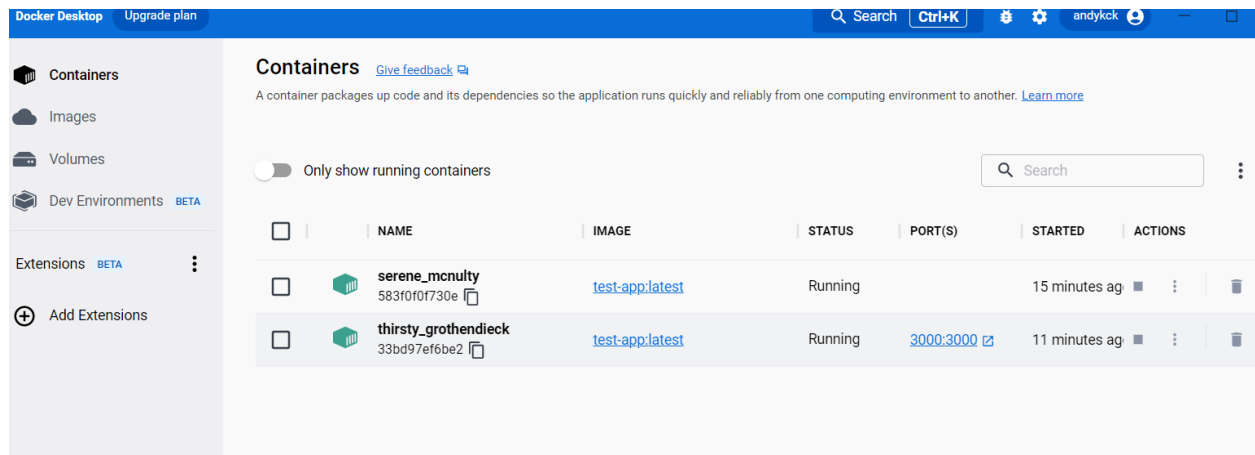 Docker Desktop Upgrade plan Search Ctrl+K andykck
Containers
Images
Volumes
Dev Environments BETA
Extensions BETA
Add Extensions
Containers Give feedback
A container packages up code and its dependencies so the application runs quickly and reliably from one computing environment to another. Learn more
Only show running containers
Search
NAME IMAGE STATUS PORT(S) STARTED ACTIONS
serene_mcnulty
583f0f0f730e
test-app:latest Running 15 minutes ag
thirsty_grothendieck
33bd97ef6be2
test-app:latest Running 3000:3000 11 minutes ag